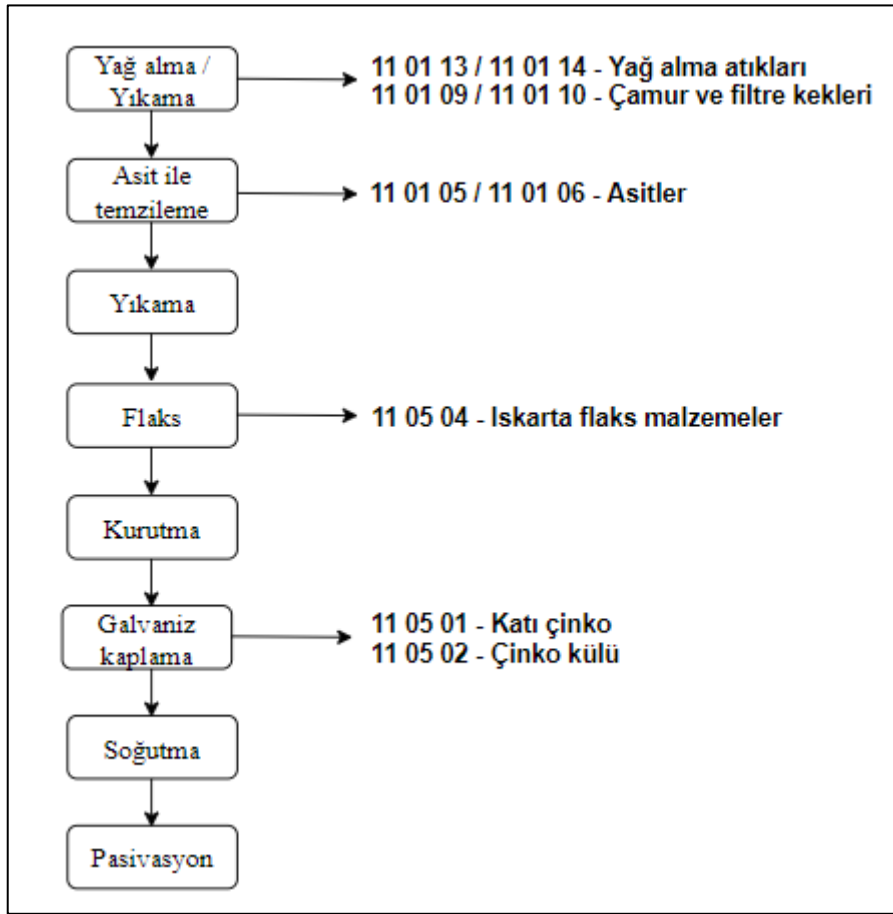 Yağ alma /
Yıkama
11 01 13 / 11 01 14 - Yağ alma atıkları
11 01 09 / 11 01 10 - Çamur ve filtre kekleri
Asit ile
temzileme
11 01 05 / 11 01 06 - Asitler
Yıkama
Flaks
11 05 04 - Iskarta flaks malzemeler
Kurutma
Galvaniz
kaplama
11 05 01 - Katı çinko
11 05 02 - Çinko külü
Soğutma
Pasivasyon